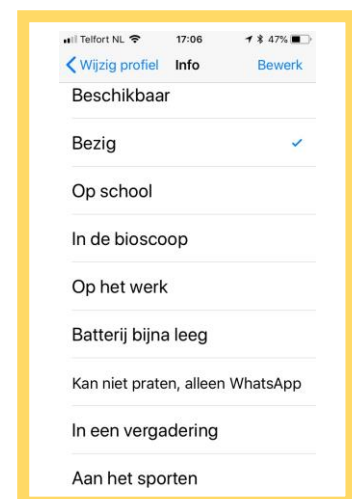 Telfort NL 17:06 47%
Wijzig profiel Info Bewerk
Beschikbaar
Bezig
Op school
In de bioscoop
Op het werk
Batterij bijna leeg
Kan niet praten, alleen WhatsApp
In een vergadering
Aan het sporten